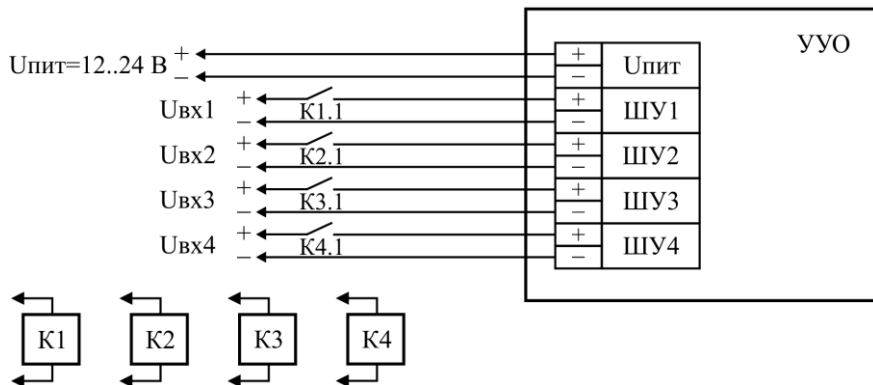 УУО
Uпит=12..24 В + − + − Uпит
Uвх1 + − К1.1 + − ШУ1
Uвх2 + − К2.1 + − ШУ2
Uвх3 + − К3.1 + − ШУ3
Uвх4 + − К4.1 + − ШУ4
К1 К2 К3 К4